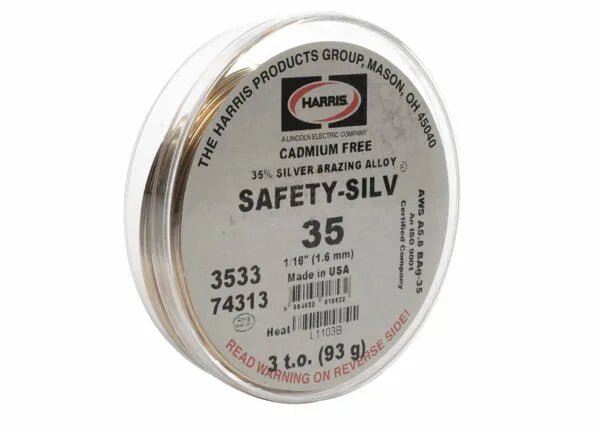 THE HARRIS PRODUCTS GROUP, MASON, OH 45040
HARRIS
A LINCOLN ELECTRIC COMPANY
CADMIUM FREE
35% SILVER BRAZING ALLOY
SAFETY-SILV®
35
1/16" (1.6 mm)
Made in USA
3533
74313
Heat
L1103B
3 t.o. (93 g)
READ WARNING ON REVERSE SIDE!
AWS A5.8 BAg-35
An ISO 9001
Certified Company